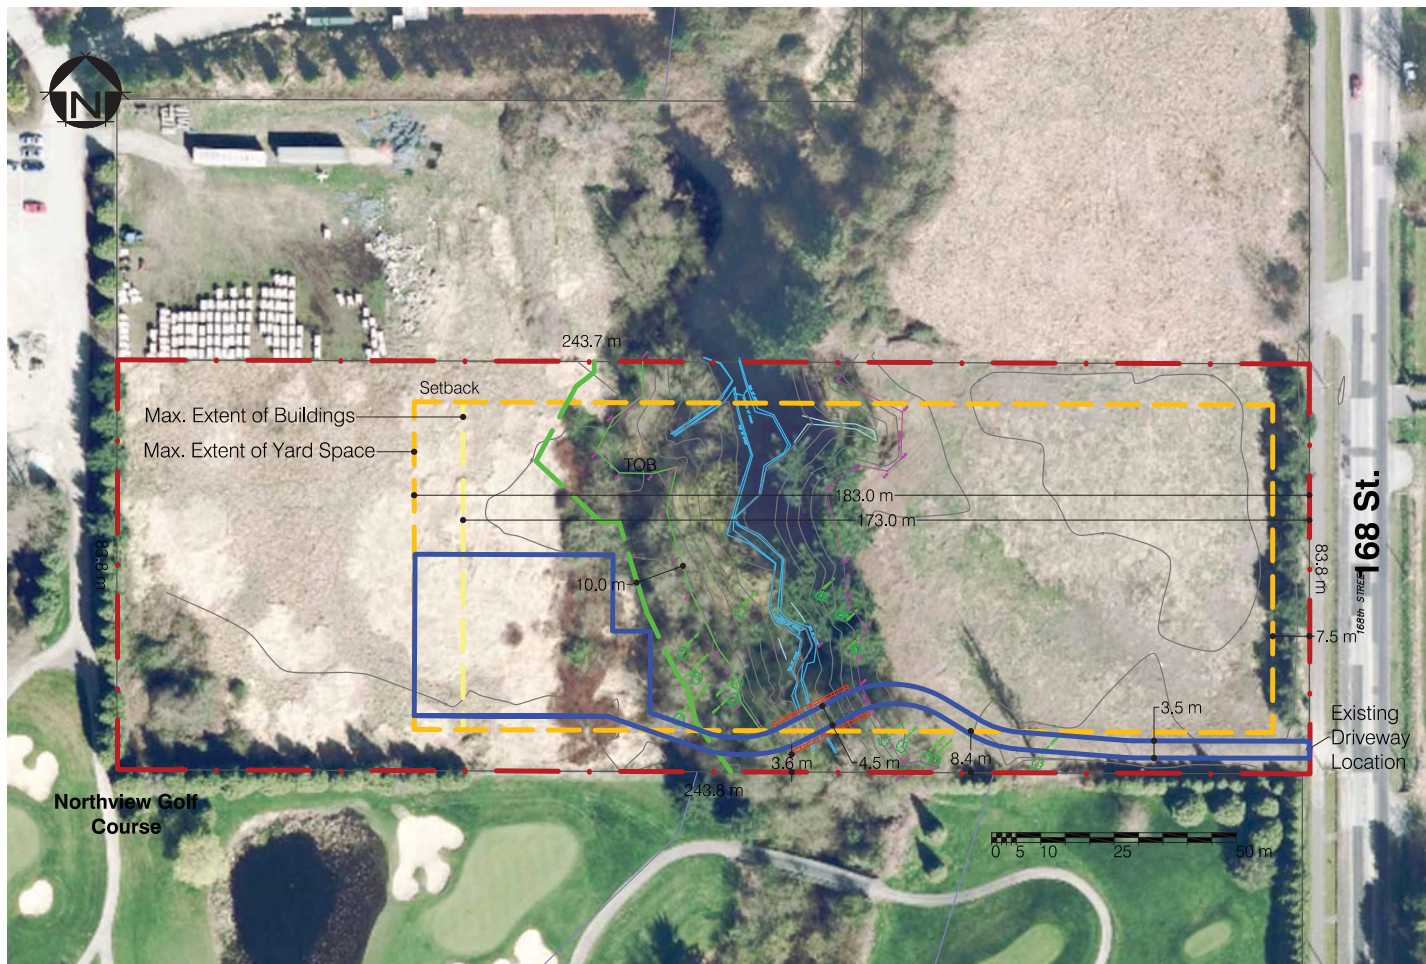 N
243.7 m
Setback
Max. Extent of Buildings
Max. Extent of Yard Space
TOB
183.0 m
173.0 m
168 St.
168th STREET
83.8 m
83.8 m
10.0 m
7.5 m
3.5 m
Existing
Driveway
Location
3.6 m
4.5 m
8.4 m
243.8 m
Northview Golf
Course
0 5 10 25 50 m